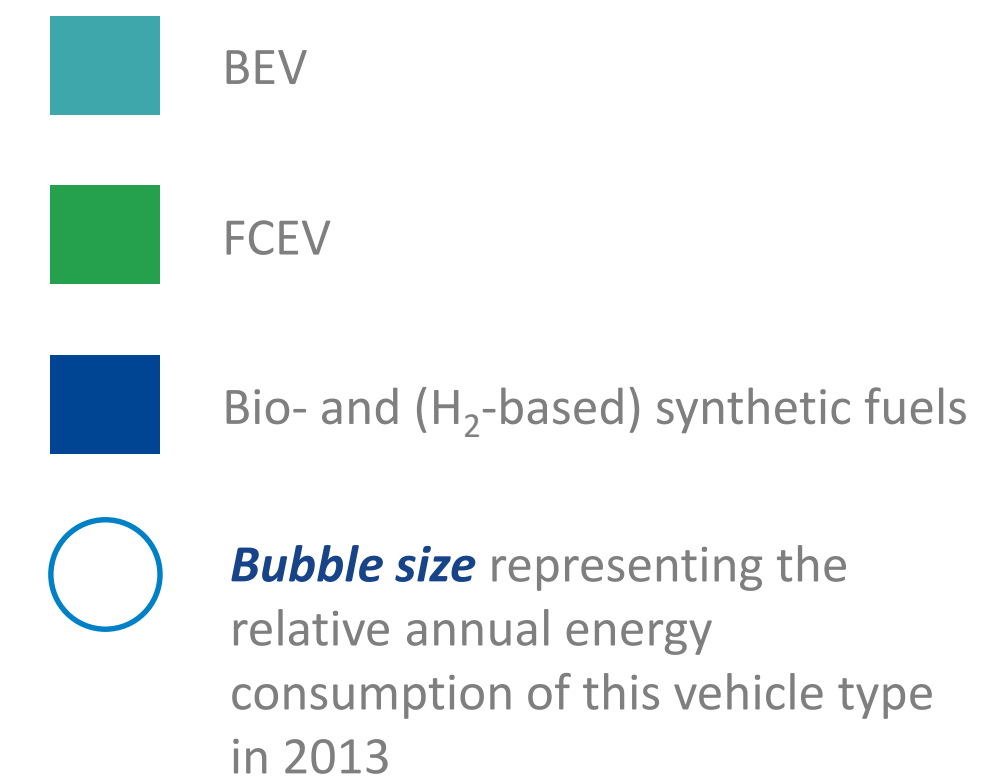 BEV
FCEV
Bio- and (H₂-based) synthetic fuels
Bubble size representing the
relative annual energy
consumption of this vehicle type
in 2013